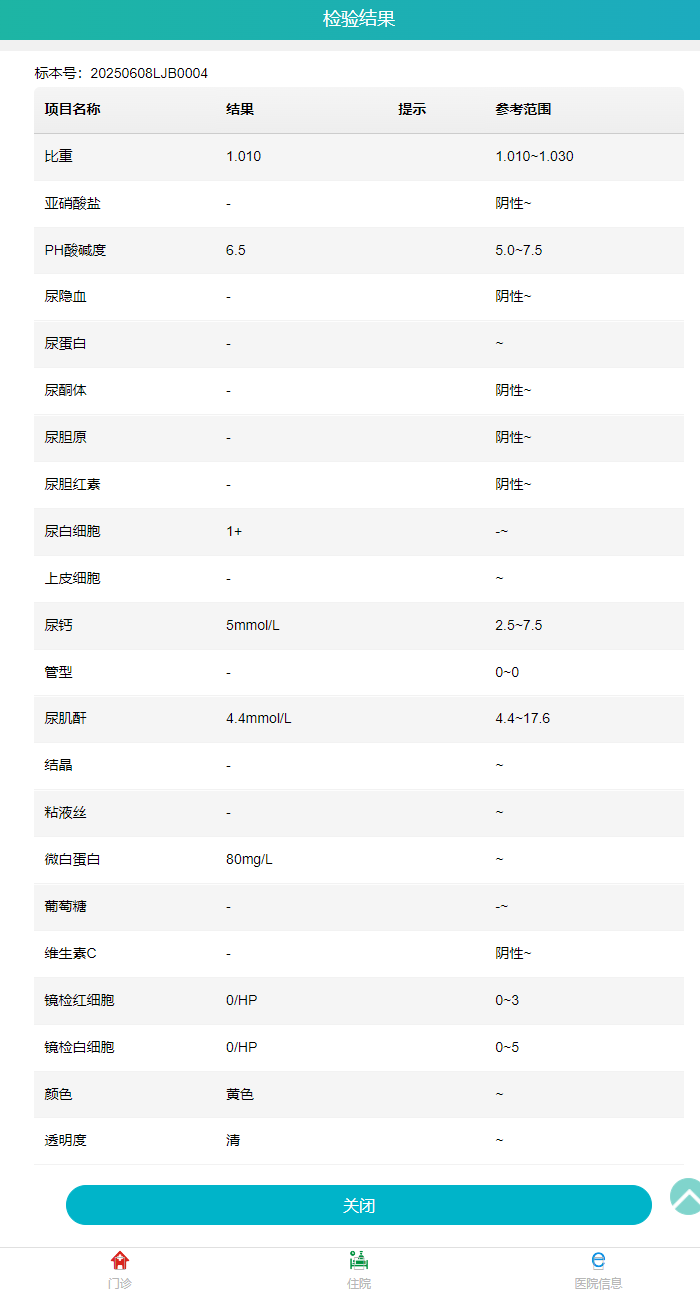 检验结果
标本号：20250608LJB0004
项目名称 结果 提示 参考范围
比重 1.010 1.010~1.030
亚硝酸盐 - 阴性~
PH酸碱度 6.5 5.0~7.5
尿隐血 - 阴性~
尿蛋白 - ~
尿酮体 - 阴性~
尿胆原 - 阴性~
尿胆红素 - 阴性~
尿白细胞 1+ -~
上皮细胞 - ~
尿钙 5mmol/L 2.5~7.5
管型 - 0~0
尿肌酐 4.4mmol/L 4.4~17.6
结晶 - ~
粘液丝 - ~
微白蛋白 80mg/L ~
葡萄糖 - -~
维生素C - 阴性~
镜检红细胞 0/HP 0~3
镜检白细胞 0/HP 0~5
颜色 黄色 ~
透明度 清 ~
关闭
门诊 住院 医院信息